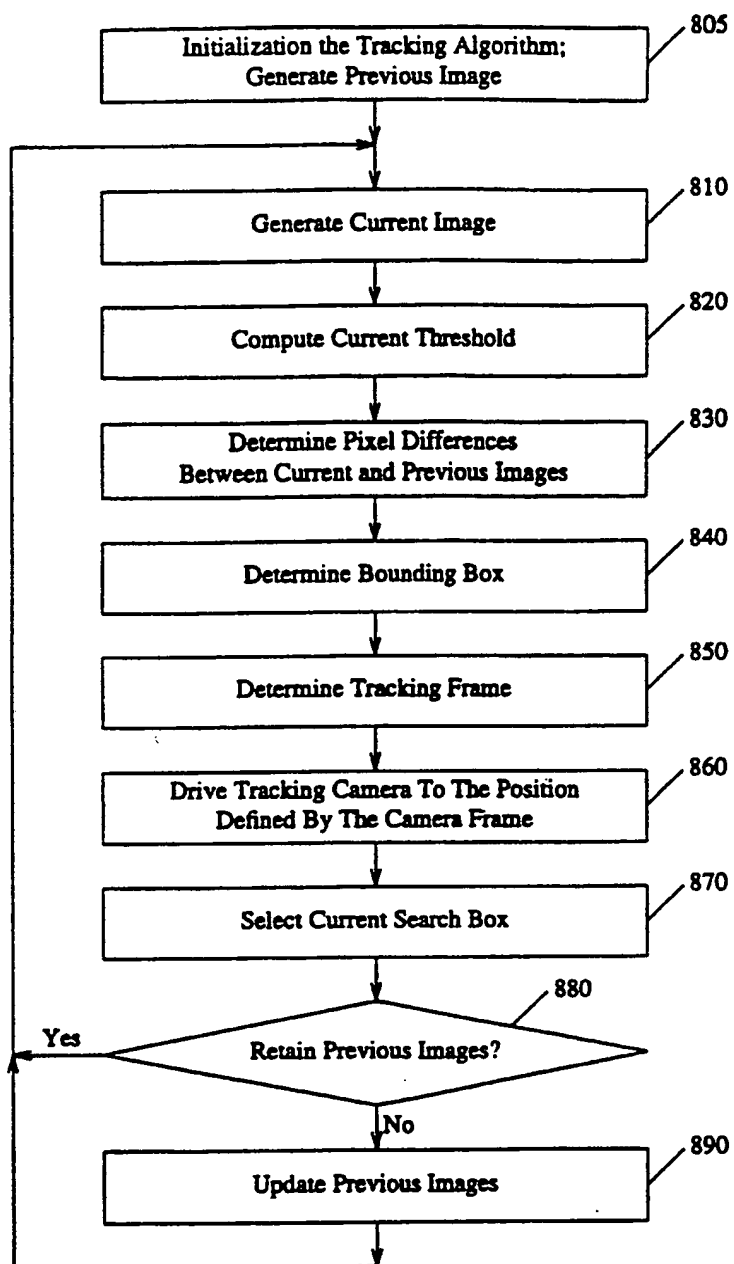 805
Initialization the Tracking Algorithm;
Generate Previous Image
810
Generate Current Image
820
Compute Current Threshold
830
Determine Pixel Differences
Between Current and Previous Images
840
Determine Bounding Box
850
Determine Tracking Frame
860
Drive Tracking Camera To The Position
Defined By The Camera Frame
870
Select Current Search Box
880
Yes
Retain Previous Images?
No
890
Update Previous Images